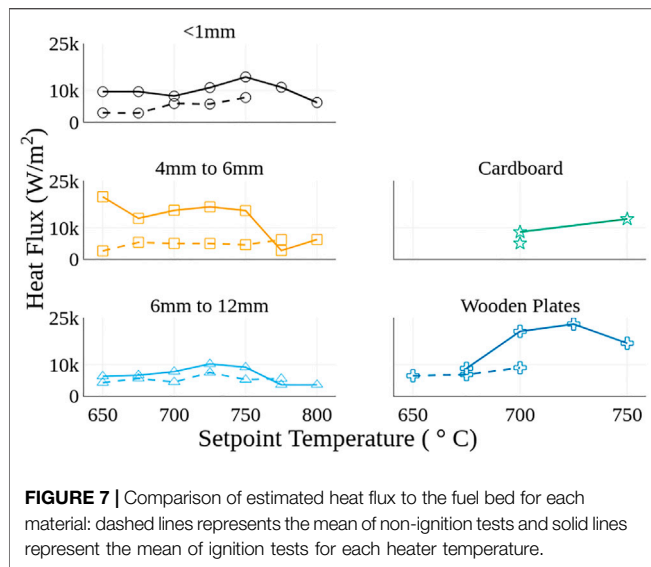 <1mm
25k
10k
0
4mm to 6mm
25k
10k
0
Cardboard
6mm to 12mm
25k
10k
0
650 700 750 800
Wooden Plates
650 700 750
Heat Flux (W/m²)
Setpoint Temperature ( ° C)
FIGURE 7 | Comparison of estimated heat flux to the fuel bed for each
material: dashed lines represents the mean of non-ignition tests and solid lines
represent the mean of ignition tests for each heater temperature.